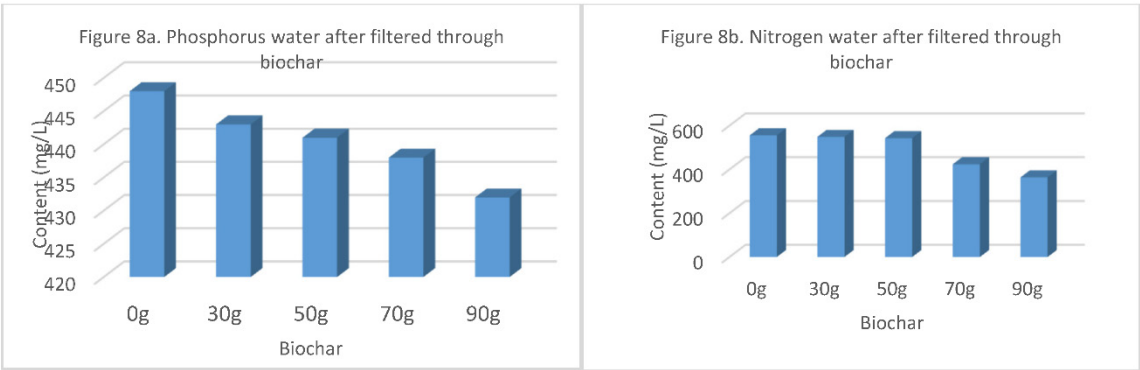 Figure 8a. Phosphorus water after filtered through
biochar
Content (mg/L)
450
445
440
435
430
425
420
0g 30g 50g 70g 90g
Biochar
Figure 8b. Nitrogen water after filtered through
biochar
Content (mg/L)
600
400
200
0
0g 30g 50g 70g 90g
Biochar